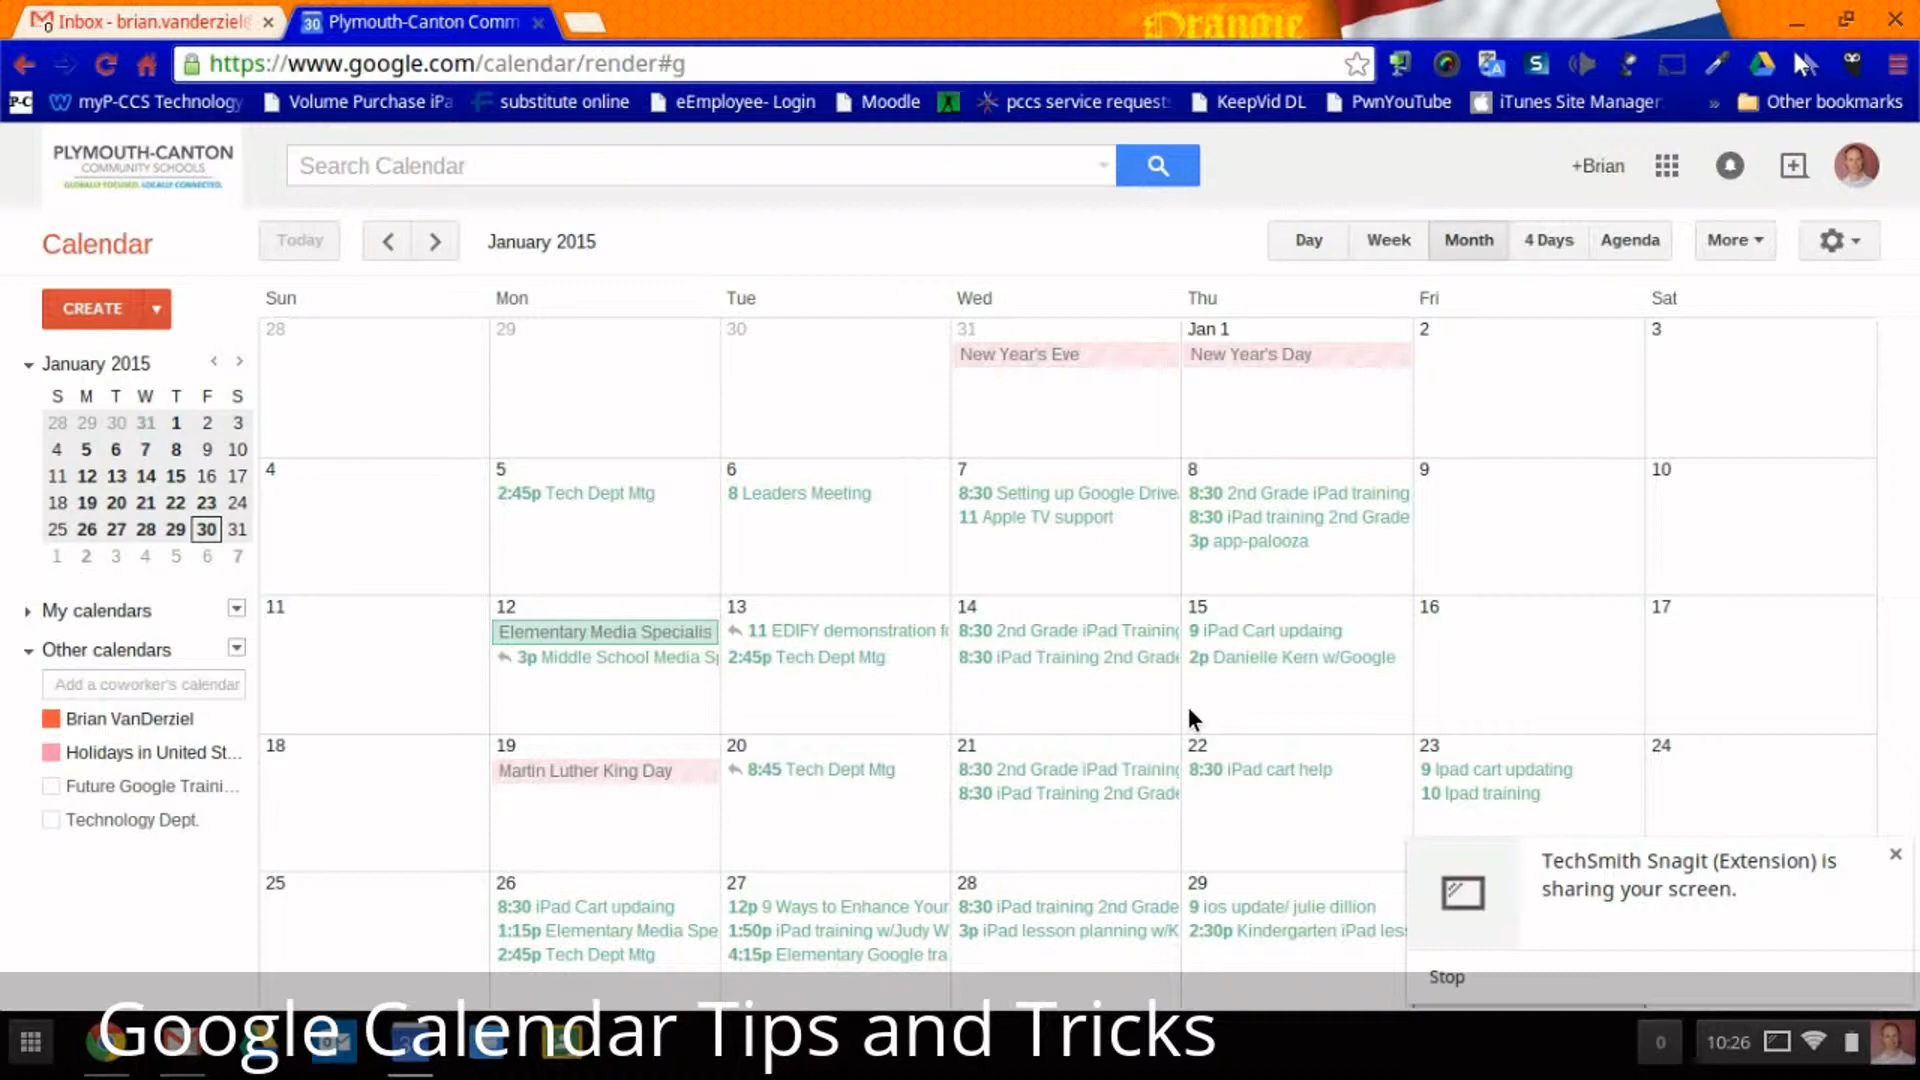 Inbox - brian.vanderziel@
Plymouth-Canton Comm
https://www.google.com/calendar/render#g
P-C myP-CCS Technology Volume Purchase iPa substitute online eEmployee- Login Moodle pccs service request KeepVid DL PwnYouTube iTunes Site Manager » Other bookmarks
PLYMOUTH-CANTON
COMMUNITY SCHOOLS
GLOBALLY FOCUSED. LOCALLY CONNECTED.
Search Calendar
+Brian
Calendar
Today
January 2015
Day Week Month 4 Days Agenda More
CREATE
January 2015
S M T W T F S
28 29 30 31 1 2 3
4 5 6 7 8 9 10
11 12 13 14 15 16 17
18 19 20 21 22 23 24
25 26 27 28 29 30 31
1 2 3 4 5 6 7
My calendars
Other calendars
Add a coworker's calendar
Brian VanDerziel
Holidays in United St...
Future Google Traini...
Technology Dept.
Sun Mon Tue Wed Thu Fri Sat
28 29 30 31 Jan 1 2 3
New Year's Eve New Year's Day
4 5 6 7 8 9 10
2:45p Tech Dept Mtg 8 Leaders Meeting 8:30 Setting up Google Drive 8:30 2nd Grade iPad training
11 Apple TV support 8:30 iPad training 2nd Grade
3p app-palooza
11 12 13 14 15 16 17
Elementary Media Specialis 11 EDIFY demonstration fo 8:30 2nd Grade iPad Training 9 iPad Cart updaing
3p Middle School Media Sp 2:45p Tech Dept Mtg 8:30 iPad Training 2nd Grade 2p Danielle Kern w/Google
18 19 20 21 22 23 24
Martin Luther King Day 8:45 Tech Dept Mtg 8:30 2nd Grade iPad Training 8:30 iPad cart help 9 Ipad cart updating
8:30 iPad Training 2nd Grade 10 Ipad training
25 26 27 28 29
8:30 iPad Cart updaing 12p 9 Ways to Enhance Your 8:30 iPad training 2nd Grade 9 ios update/ julie dillion
1:15p Elementary Media Spe 1:50p iPad training w/Judy W 3p iPad lesson planning w/K 2:30p Kindergarten iPad less
2:45p Tech Dept Mtg 4:15p Elementary Google tra
TechSmith Snagit (Extension) is
sharing your screen.
Stop
Google Calendar Tips and Tricks
0 10:26